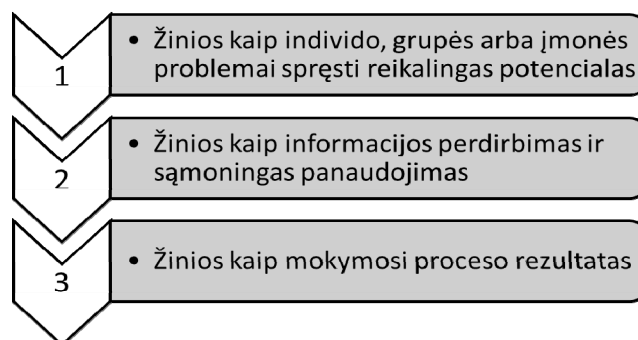 1
• Žinios kaip individo, grupės arba įmonės
problemai spręsti reikalingas potencialas
2
• Žinios kaip informacijos perdirbimas ir
sąmoningas panaudojimas
3
• Žinios kaip mokymosi proceso rezultatas